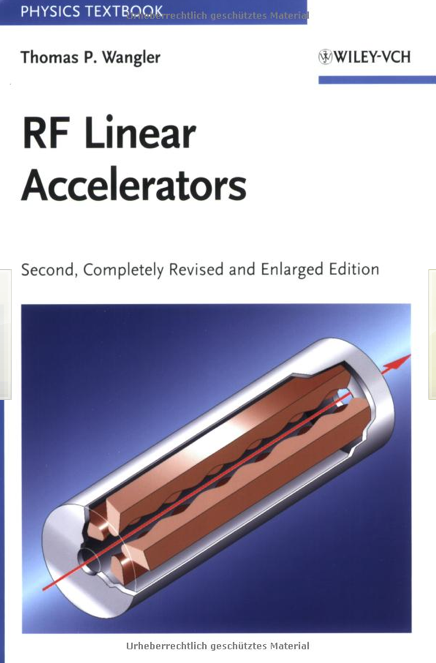 PHYSICS TEXTBOOK
Urheberrechtlich geschütztes Material
Thomas P. Wangler
WILEY-VCH
RF Linear
Accelerators
Second, Completely Revised and Enlarged Edition
Urheberrechtlich geschütztes Material